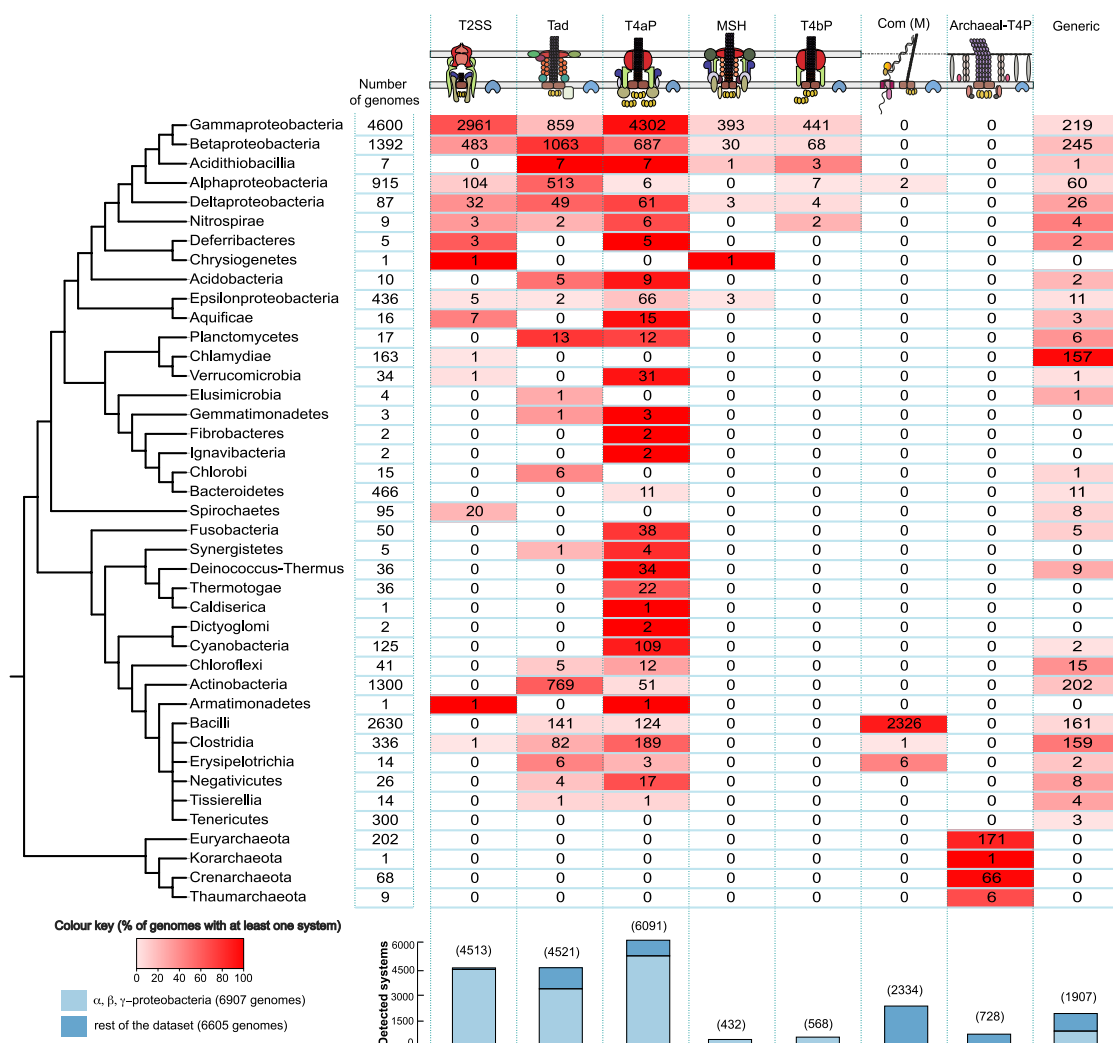 T2SS Tad T4aP MSH T4bP Com (M) Archaeal-T4P Generic
Number
of genomes
Gammaproteobacteria 4600 2961 859 4302 393 441 0 0 219
Betaproteobacteria 1392 483 1063 687 30 68 0 0 245
Acidithiobacillia 7 0 7 7 1 3 0 0 1
Alphaproteobacteria 915 104 513 6 0 7 2 0 60
Deltaproteobacteria 87 32 49 61 3 4 0 0 26
Nitrospirae 9 3 2 6 0 2 0 0 4
Deferribacteres 5 3 0 5 0 0 0 0 2
Chrysiogenetes 1 1 0 0 1 0 0 0 0
Acidobacteria 10 0 5 9 0 0 0 0 2
Epsilonproteobacteria 436 5 2 66 3 0 0 0 11
Aquificae 16 7 0 15 0 0 0 0 3
Planctomycetes 17 0 13 12 0 0 0 0 6
Chlamydiae 163 1 0 0 0 0 0 0 157
Verrucomicrobia 34 1 0 31 0 0 0 0 1
Elusimicrobia 4 0 1 0 0 0 0 0 1
Gemmatimonadetes 3 0 1 3 0 0 0 0 0
Fibrobacteres 2 0 0 2 0 0 0 0 0
Ignavibacteria 2 0 0 2 0 0 0 0 0
Chlorobi 15 0 6 0 0 0 0 0 1
Bacteroidetes 466 0 0 11 0 0 0 0 11
Spirochaetes 95 20 0 0 0 0 0 0 8
Fusobacteria 50 0 0 38 0 0 0 0 5
Synergistetes 5 0 1 4 0 0 0 0 0
Deinococcus-Thermus 36 0 0 34 0 0 0 0 9
Thermotogae 36 0 0 22 0 0 0 0 0
Caldiserica 1 0 0 1 0 0 0 0 0
Dictyoglomi 2 0 0 2 0 0 0 0 0
Cyanobacteria 125 0 0 109 0 0 0 0 2
Chloroflexi 41 0 5 12 0 0 0 0 15
Actinobacteria 1300 0 769 51 0 0 0 0 202
Armatimonadetes 1 1 0 1 0 0 0 0 0
Bacilli 2630 0 141 124 0 0 2326 0 161
Clostridia 336 1 82 189 0 0 1 0 159
Erysipelotrichia 14 0 6 3 0 0 6 0 2
Negativicutes 26 0 4 17 0 0 0 0 8
Tissierellia 14 0 1 1 0 0 0 0 4
Tenericutes 300 0 0 0 0 0 0 0 3
Euryarchaeota 202 0 0 0 0 0 0 171 0
Korarchaeota 1 0 0 0 0 0 0 1 0
Crenarchaeota 68 0 0 0 0 0 0 66 0
Thaumarchaeota 9 0 0 0 0 0 0 6 0
Colour key (% of genomes with at least one system)
0 20 40 60 80 100
α, β, γ-proteobacteria (6907 genomes)
rest of the dataset (6605 genomes)
Detected systems
6000
4500
3000
1500
0
(4513) (4521) (6091) (432) (568) (2334) (728) (1907)